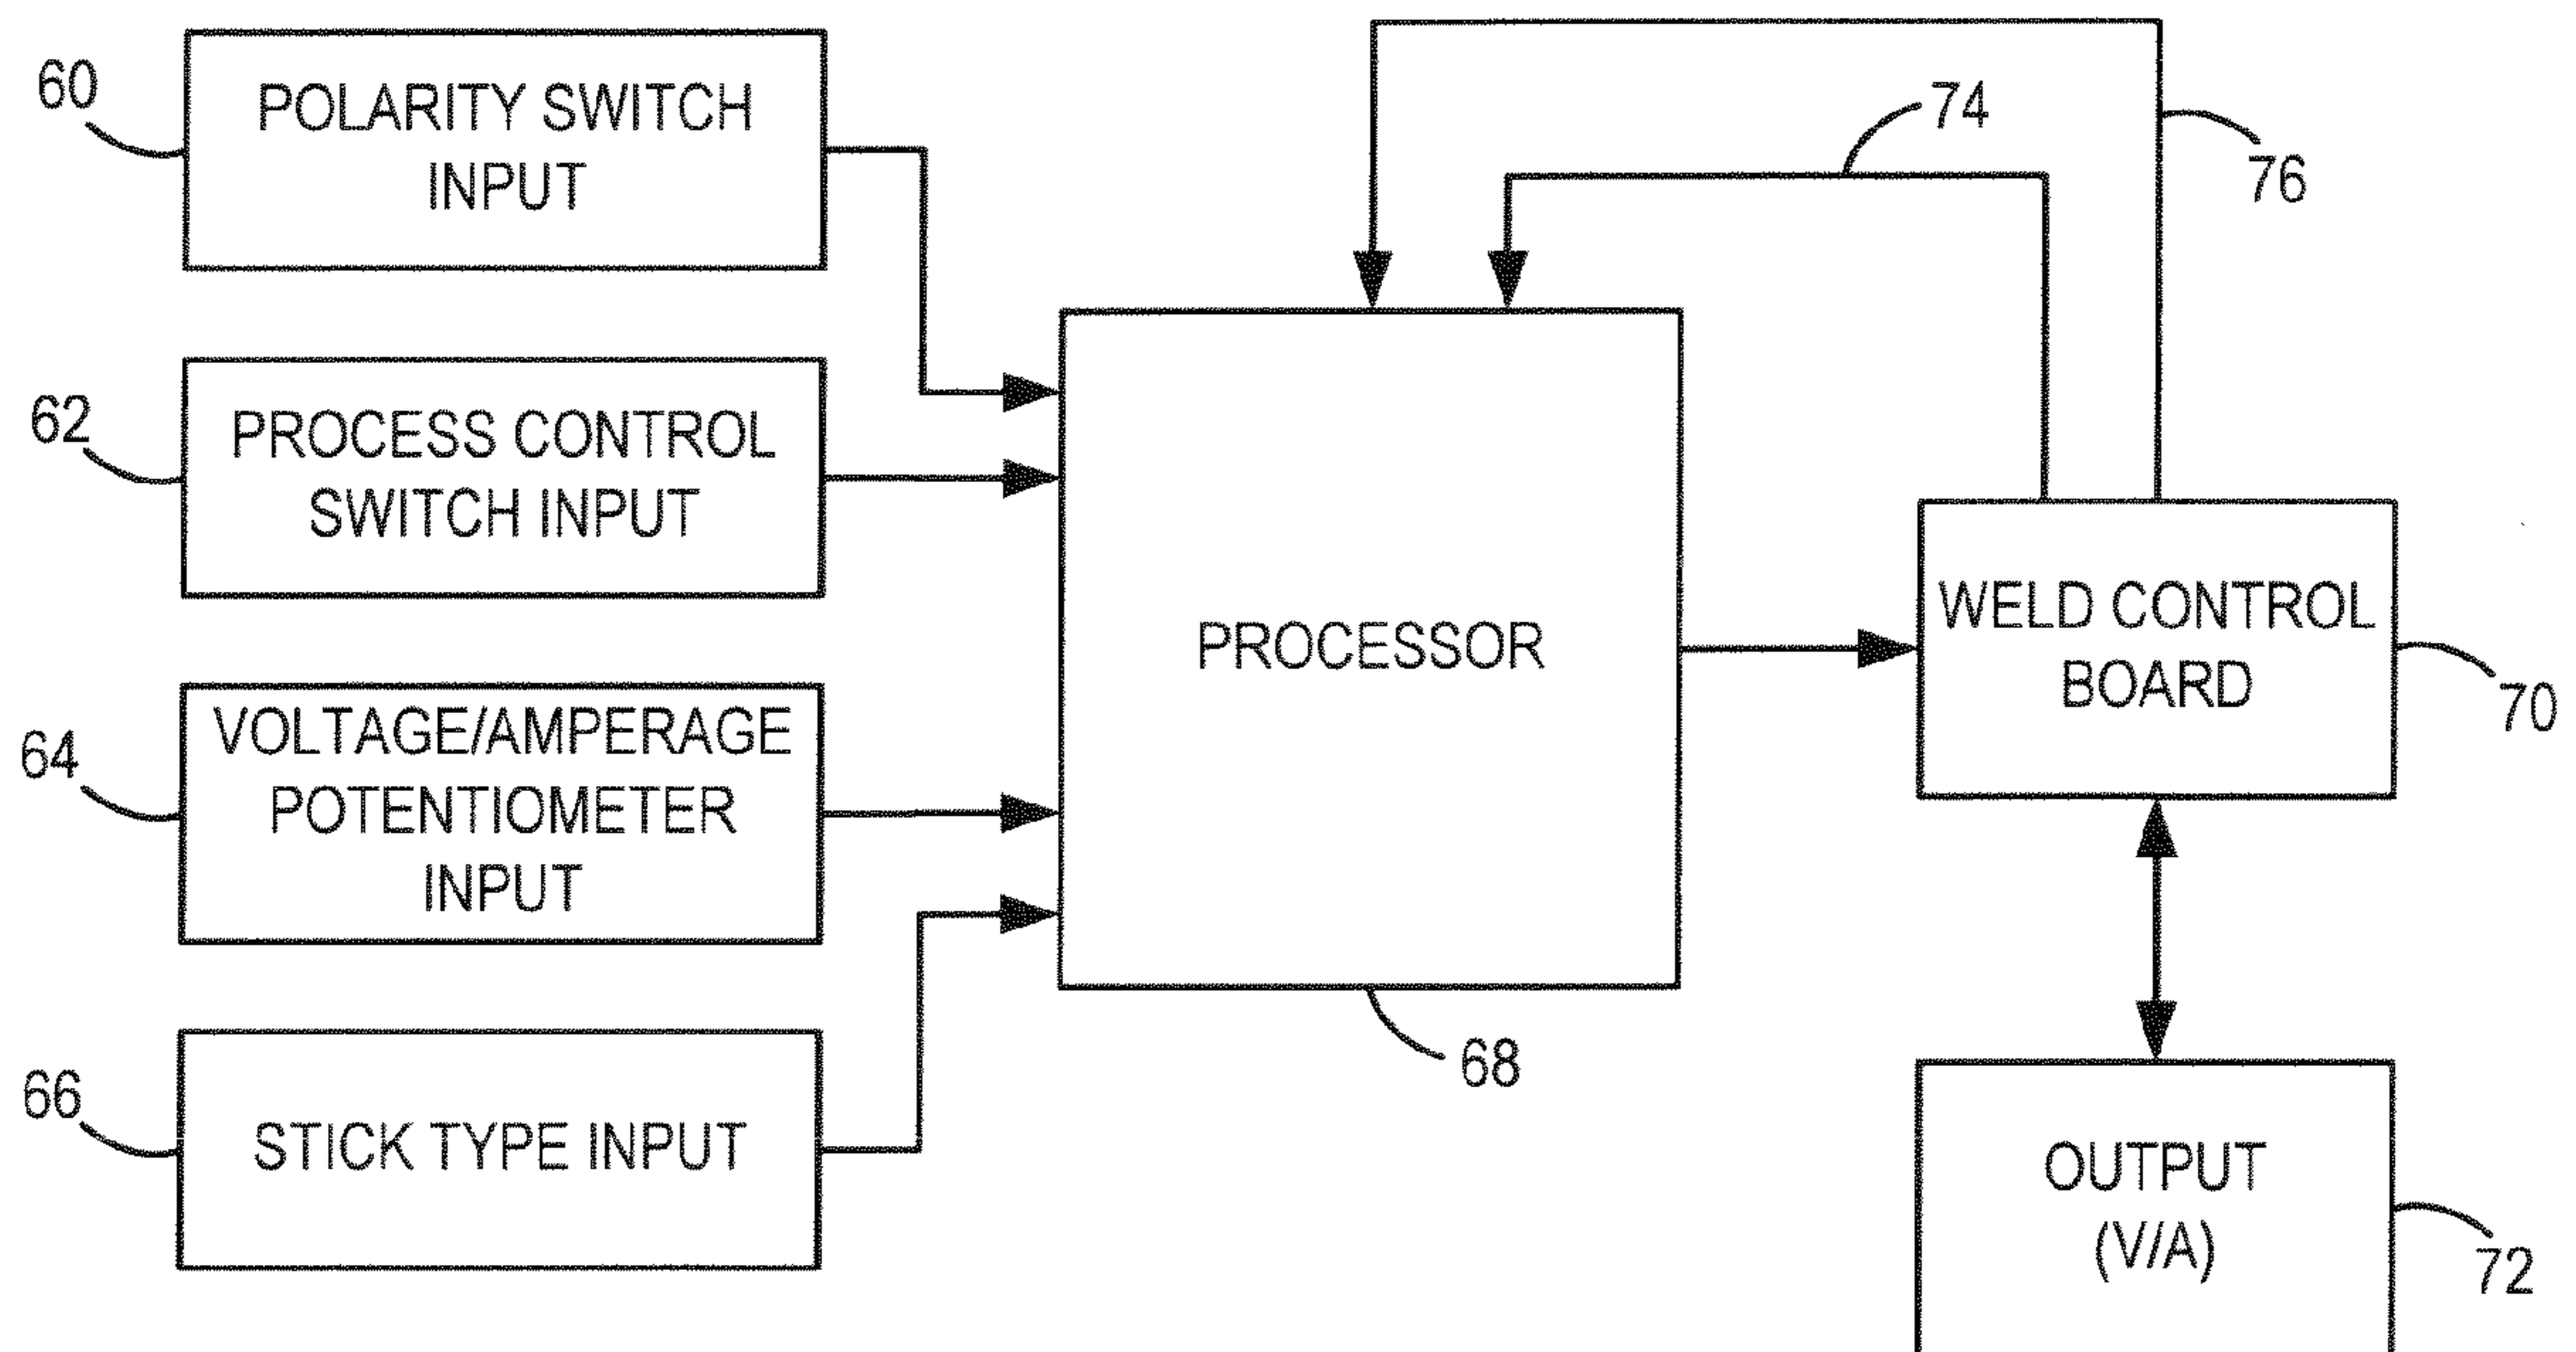 60
POLARITY SWITCH
INPUT
62
PROCESS CONTROL
SWITCH INPUT
64
VOLTAGE/AMPERAGE
POTENTIOMETER
INPUT
66
STICK TYPE INPUT
PROCESSOR
68
74
76
WELD CONTROL
BOARD
70
OUTPUT
(V/A)
72